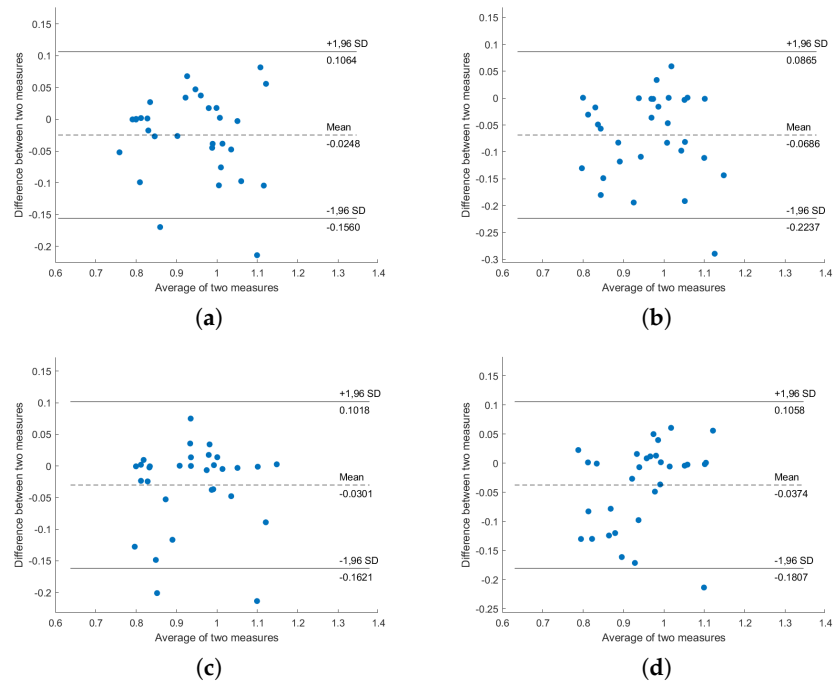 0.15
+1,96 SD
0.1
0.1064
0.05
0
Mean
-0.0248
-0.05
-0.1
-0.15
-1,96 SD
-0.1560
-0.2
0.6 0.7 0.8 0.9 1.0 1.1 1.2 1.3 1.4
Average of two measures
Difference between two measures
(a)
0.15
+1,96 SD
0.1
0.0865
0.05
0
-0.05
Mean
-0.0686
-0.1
-0.15
-0.2
-1,96 SD
-0.2237
-0.25
-0.3
0.6 0.7 0.8 0.9 1.0 1.1 1.2 1.3 1.4
Average of two measures
Difference between two measures
(b)
0.15
+1,96 SD
0.1
0.1018
0.05
0
Mean
-0.0301
-0.05
-0.1
-0.15
-1,96 SD
-0.1621
-0.2
0.6 0.7 0.8 0.9 1.0 1.1 1.2 1.3 1.4
Average of two measures
Difference between two measures
(c)
0.15
+1,96 SD
0.1
0.1058
0.05
0
Mean
-0.0374
-0.05
-0.1
-0.15
-1,96 SD
-0.1807
-0.2
-0.25
0.6 0.7 0.8 0.9 1.0 1.1 1.2 1.3 1.4
Average of two measures
Difference between two measures
(d)